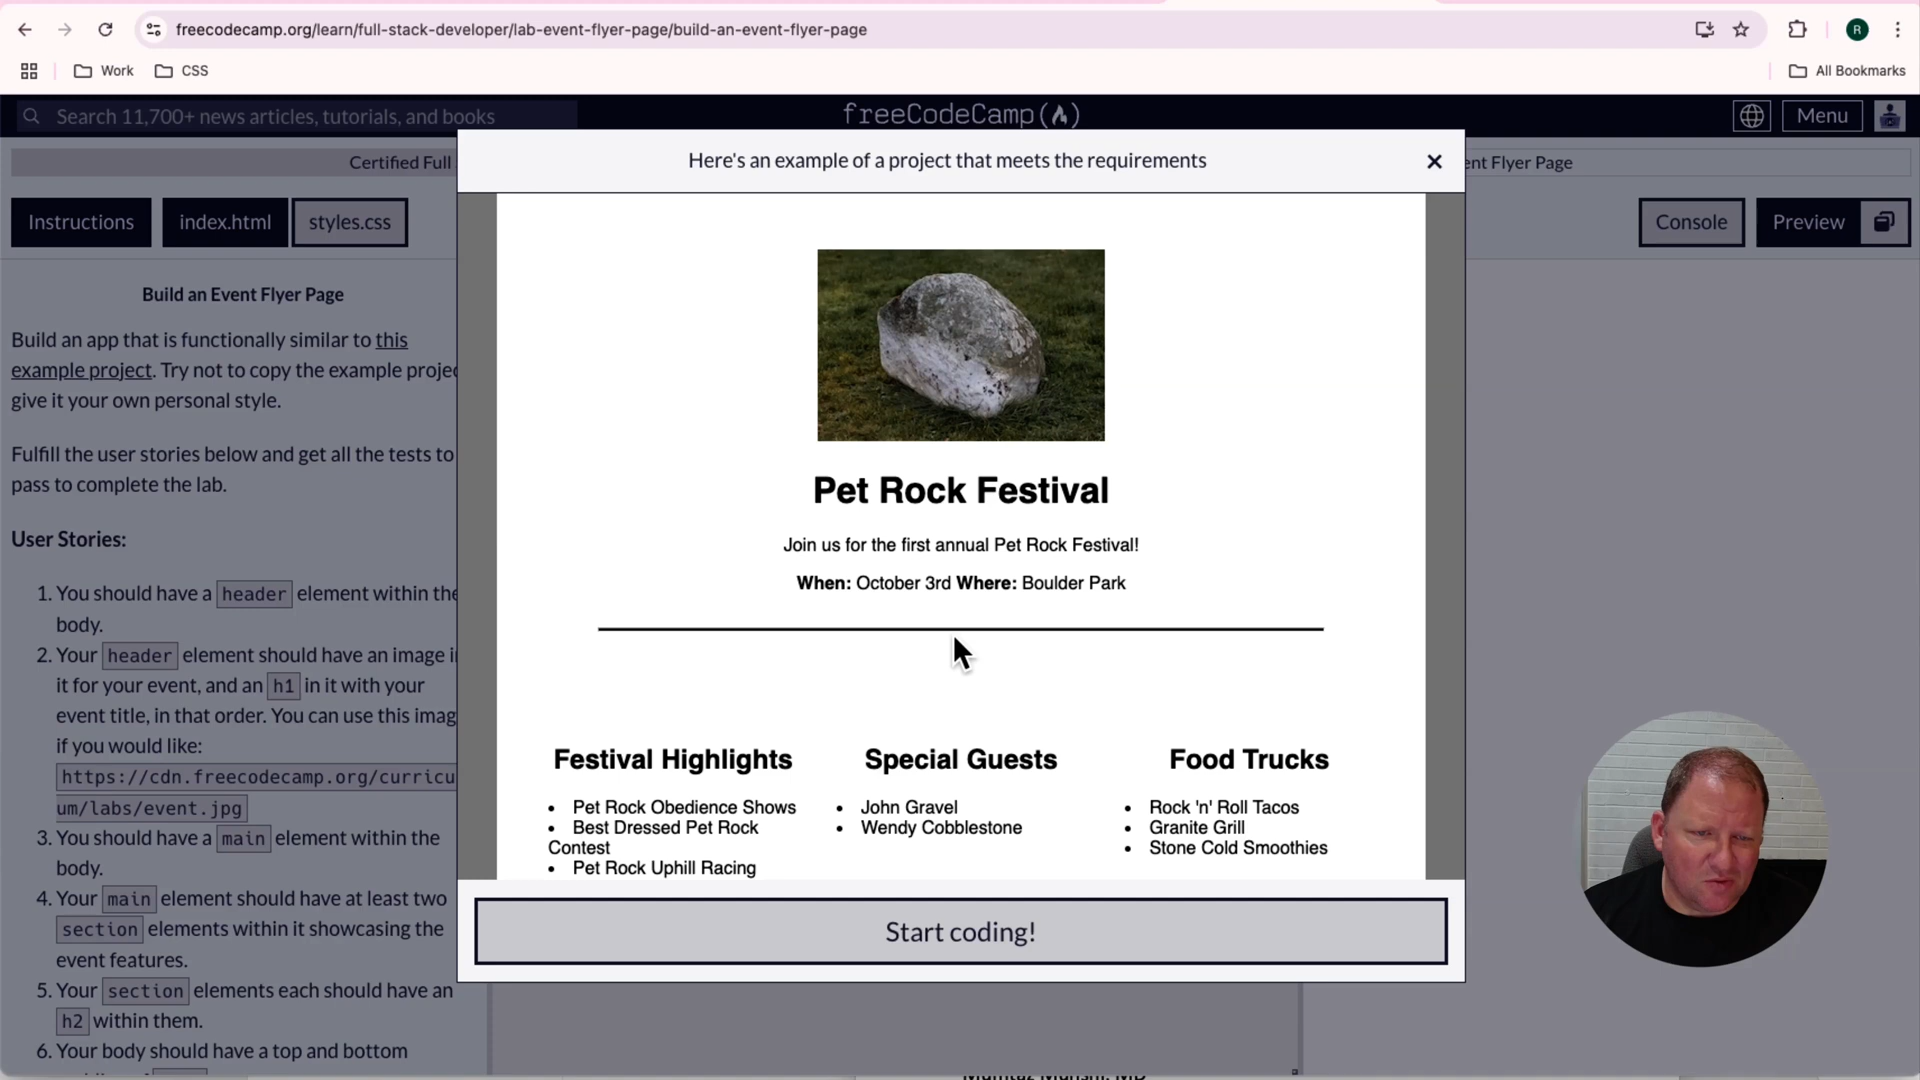 freecodecamp.org/learn/full-stack-developer/lab-event-flyer-page/build-an-event-flyer-page
R
Work
CSS
All Bookmarks
Search 11,700+ news articles, tutorials, and books
freeCodeCamp
Menu
Certified Full
Here's an example of a project that meets the requirements
ent Flyer Page
Instructions
index.html
styles.css
Console
Preview
Build an Event Flyer Page
Build an app that is functionally similar to this
example project. Try not to copy the example projec
give it your own personal style.
Fulfill the user stories below and get all the tests to
pass to complete the lab.
User Stories:
1. You should have a header element within the
body.
2. Your header element should have an image i
it for your event, and an h1 in it with your
event title, in that order. You can use this imag
if you would like:
https://cdn.freecodecamp.org/curricu
um/labs/event.jpg
3. You should have a main element within the
body.
4. Your main element should have at least two
section elements within it showcasing the
event features.
5. Your section elements each should have an
h2 within them.
6. Your body should have a top and bottom
Pet Rock Festival
Join us for the first annual Pet Rock Festival!
When: October 3rd Where: Boulder Park
Festival Highlights
• Pet Rock Obedience Shows
• Best Dressed Pet Rock
Contest
• Pet Rock Uphill Racing
Special Guests
• John Gravel
• Wendy Cobblestone
Food Trucks
• Rock 'n' Roll Tacos
• Granite Grill
• Stone Cold Smoothies
Start coding!